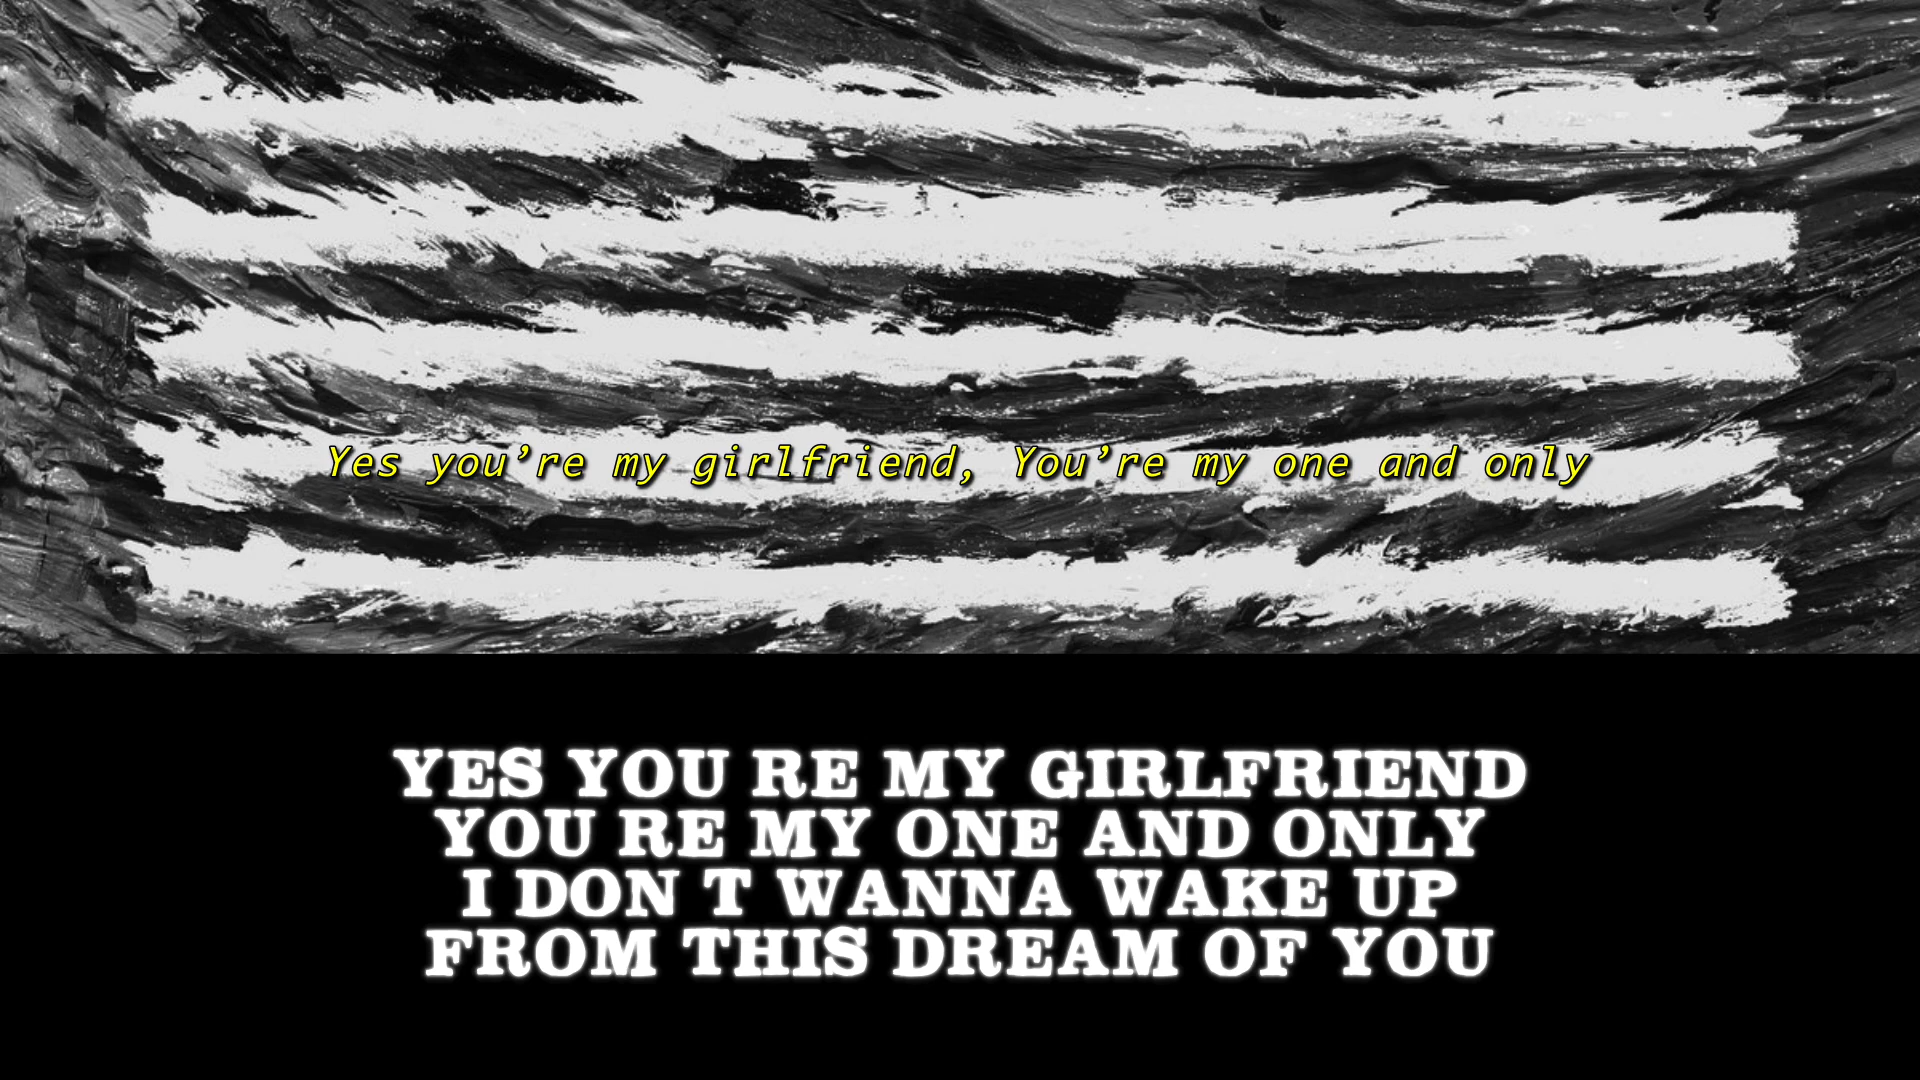 Yes you’re my girlfriend, You’re my one and only
YES YOU RE MY GIRLFRIEND
YOU RE MY ONE AND ONLY
I DON T WANNA WAKE UP
FROM THIS DREAM OF YOU